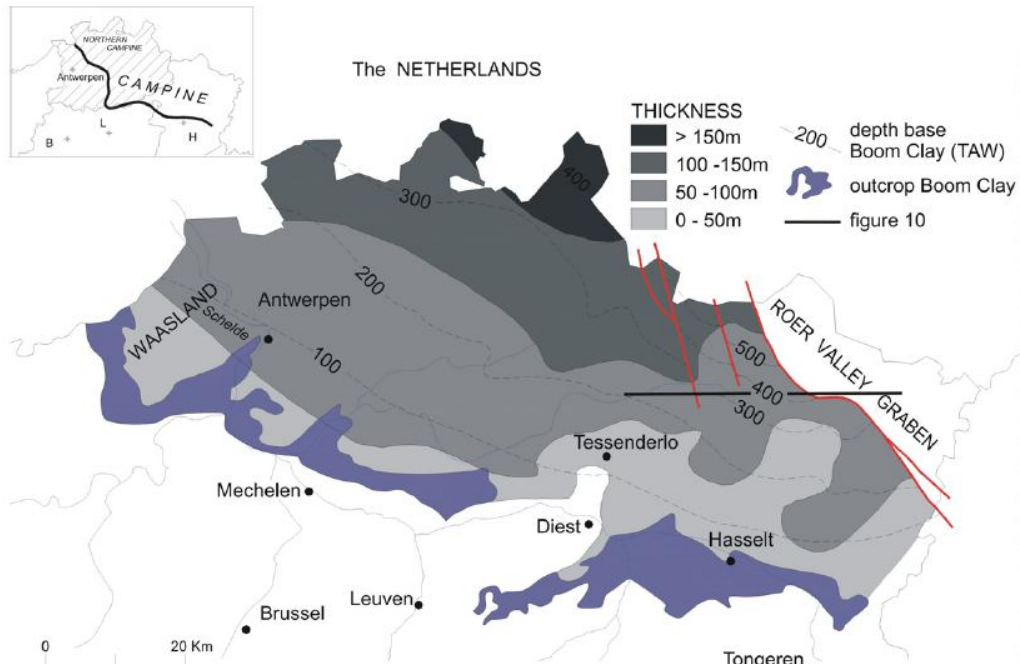 NORTHERN
CAMPINE
Antwerpen
CAMPINE
L
B
H
The NETHERLANDS
THICKNESS
> 150m
100 -150m
50 -100m
0 - 50m
200
depth base
Boom Clay (TAW)
outcrop Boom Clay
figure 10
400
300
200
100
WAASLAND
Schelde
Antwerpen
500
400
300
ROER VALLEY GRABEN
Tessenderlo
Mechelen
Diest
Hasselt
Leuven
Brussel
0 20 Km
Tongeren